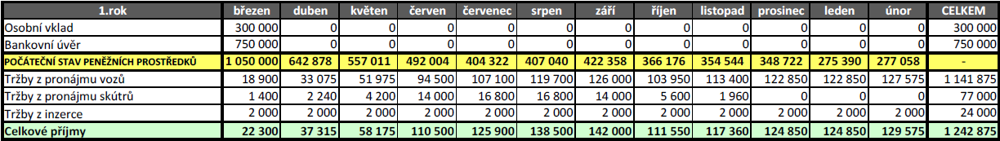 1.rok březen duben květen červen červenec srpen září říjen listopad prosinec leden únor CELKEM
Osobní vklad 300 000 0 0 0 0 0 0 0 0 0 0 0 300 000
Bankovní úvěr 750 000 0 0 0 0 0 0 0 0 0 0 0 750 000
POČÁTEČNÍ STAV PENĚŽNÍCH PROSTŘEDKŮ 1 050 000 642 878 557 011 492 004 404 322 407 040 422 358 366 176 354 544 348 722 275 390 277 058 -
Tržby z pronájmu vozů 18 900 33 075 51 975 94 500 107 100 119 700 126 000 103 950 113 400 122 850 122 850 127 575 1 141 875
Tržby z pronájmu skútrů 1 400 2 240 4 200 14 000 16 800 16 800 14 000 5 600 1 960 0 0 0 77 000
Tržby z inzerce 2 000 2 000 2 000 2 000 2 000 2 000 2 000 2 000 2 000 2 000 2 000 2 000 24 000
Celkové příjmy 22 300 37 315 58 175 110 500 125 900 138 500 142 000 111 550 117 360 124 850 124 850 129 575 1 242 875